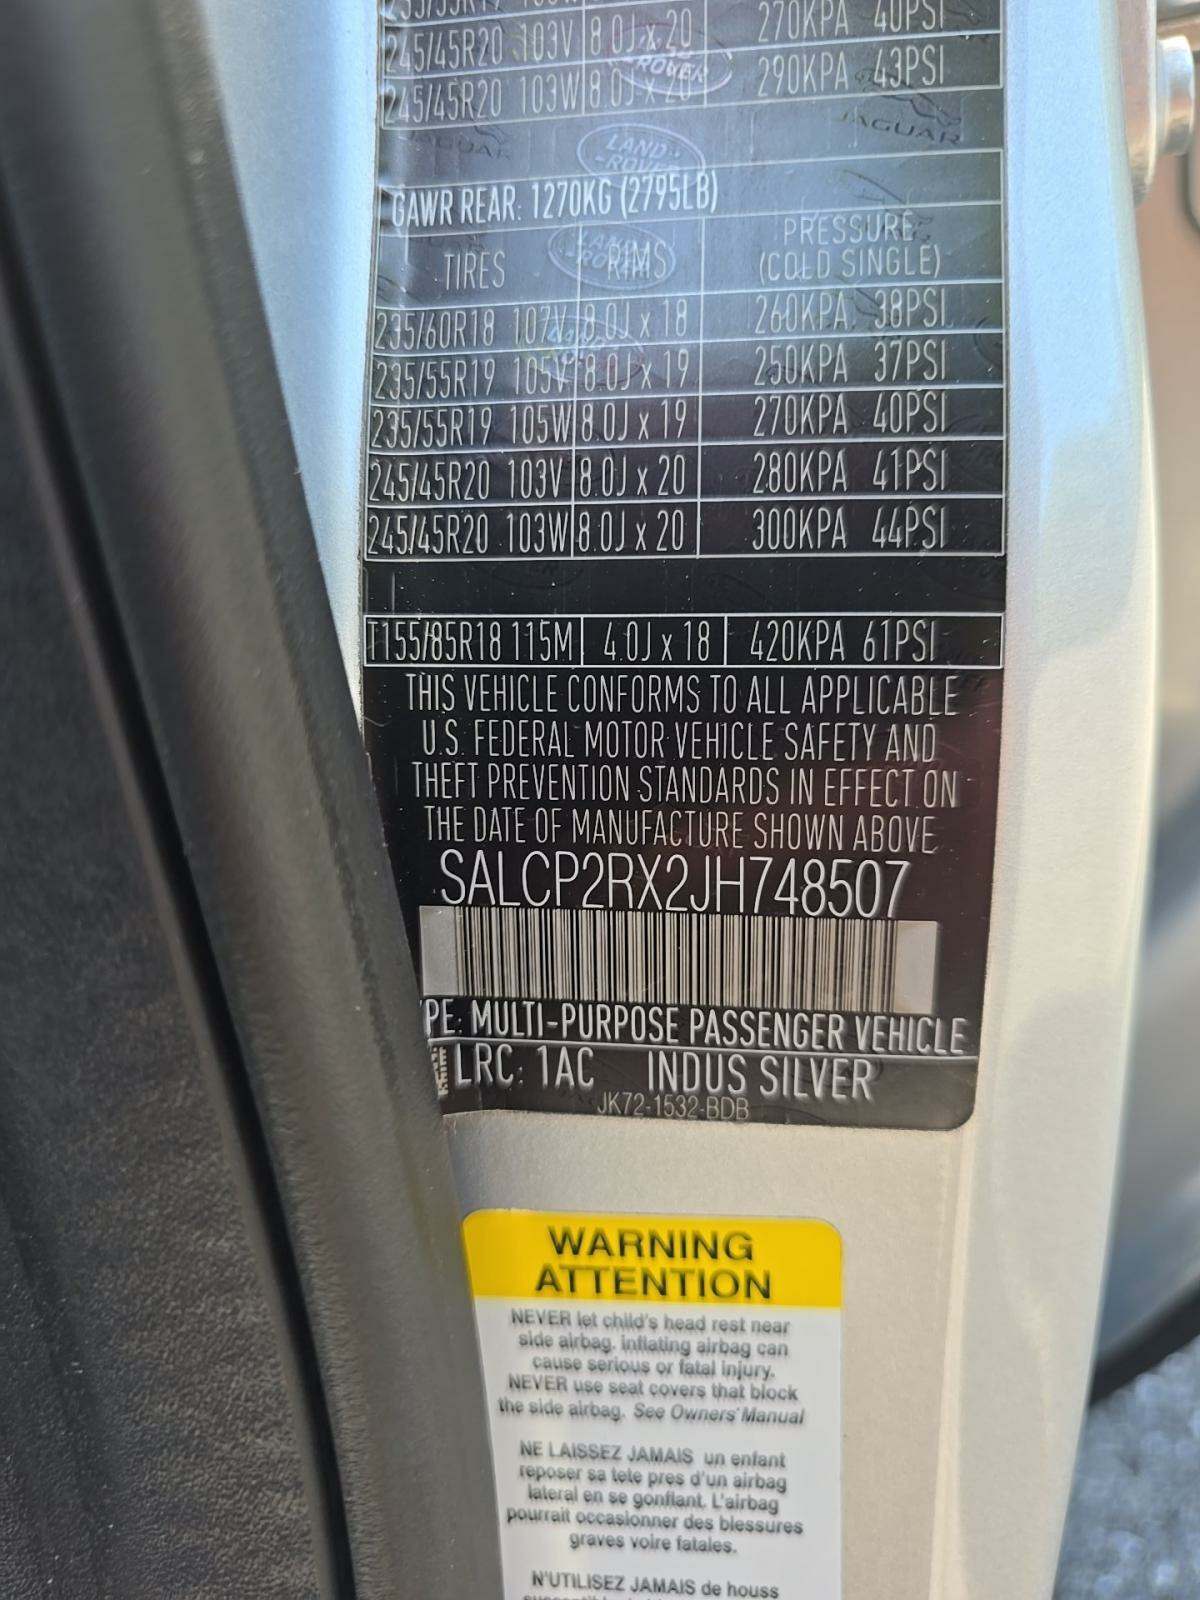 245/45R20 103V 8.0J x 20 270KPA 40PSI
245/45R20 103W 8.0J x 20 290KPA 43PSI
JAGUAR
JAGUAR
LAND
ROVER
GAWR REAR: 1270KG (2795LB)
TIRES RIMS PRESSURE
(COLD SINGLE)
235/60R18 107V 8.0J x 18 260KPA 38PSI
235/55R19 105V 8.0J x 19 250KPA 37PSI
235/55R19 105W 8.0J x 19 270KPA 40PSI
245/45R20 103V 8.0J x 20 280KPA 41PSI
245/45R20 103W 8.0J x 20 300KPA 44PSI
T155/85R18 115M 4.0J x 18 420KPA 61PSI
THIS VEHICLE CONFORMS TO ALL APPLICABLE
U.S. FEDERAL MOTOR VEHICLE SAFETY AND
THEFT PREVENTION STANDARDS IN EFFECT ON
THE DATE OF MANUFACTURE SHOWN ABOVE
SALCP2RX2JH748507
PE: MULTI-PURPOSE PASSENGER VEHICLE
LRC: 1AC INDUS SILVER
JK72-1532-BDB
WARNING
ATTENTION
NEVER let child's head rest near
side airbag. inflating airbag can
cause serious or fatal injury.
NEVER use seat covers that block
the side airbag. See Owners' Manual
NE LAISSEZ JAMAIS un enfant
reposer sa tete pres d'un airbag
lateral en se gonflant. L'airbag
pourrait occasionner des blessures
graves voire fatales.
N'UTILISEZ JAMAIS de houss